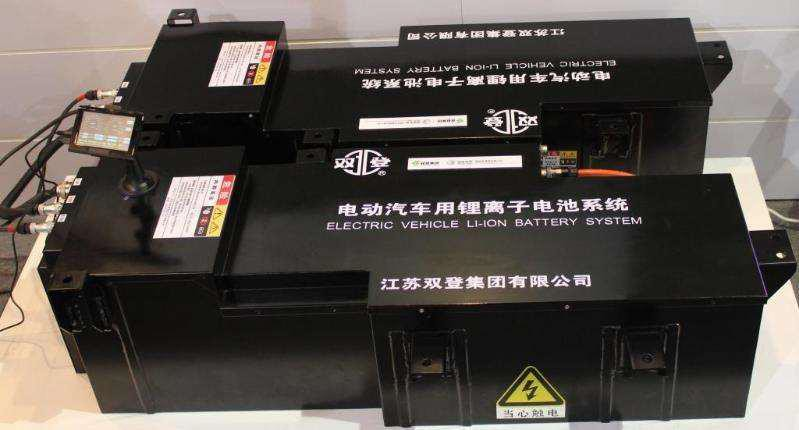 江苏双登集团有限公司
电动汽车用锂离子电池系统
ELECTRIC VEHICLE LI-ION BATTERY SYSTEM
双登
®
双登
®
电动汽车用锂离子电池系统
ELECTRIC VEHICLE LI-ION BATTERY SYSTEM
江苏双登集团有限公司
当心触电